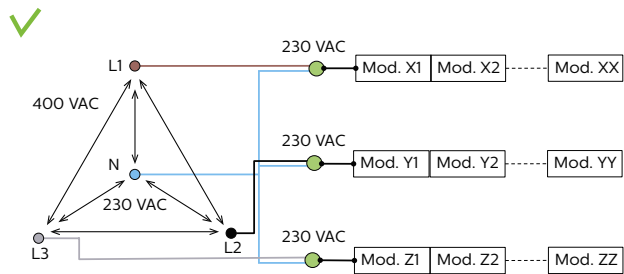 230 VAC
L1
Mod. X1 Mod. X2 Mod. XX
400 VAC
230 VAC
N
Mod. Y1 Mod. Y2 Mod. YY
230 VAC
230 VAC
L3
L2
Mod. Z1 Mod. Z2 Mod. ZZ